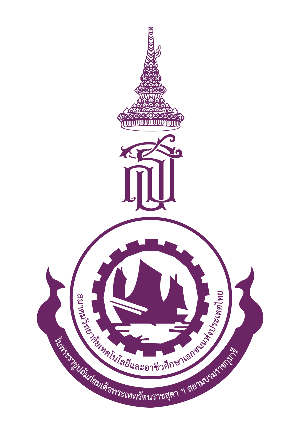 สธ
สมาคมวิทยาลัยเทคโนโลยีและอาชีวศึกษาเอกชนแห่งประเทศไทย
ในพระราชูปถัมภ์สมเด็จพระเทพรัตนราชสุดา ฯ สยามบรมราชกุมารี